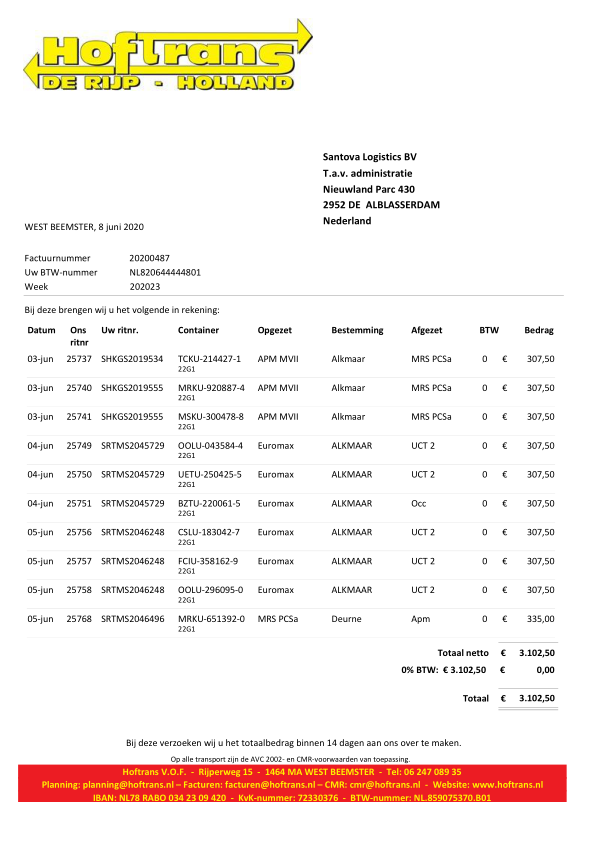 Hoftrans
DE RIJP - HOLLAND
Santova Logistics BV
T.a.v. administratie
Nieuwland Parc 430
2952 DE ALBLASSERDAM
Nederland
WEST BEEMSTER, 8 juni 2020
Factuurnummer 20200487
Uw BTW-nummer NL820644444801
Week 202023
Bij deze brengen wij u het volgende in rekening:
Datum Ons Uw ritnr. Container Opgezet Bestemming Afgezet BTW Bedrag
ritnr
03-jun 25737 SHKGS2019534 TCKU-214427-1 APM MVII Alkmaar MRS PCSa 0 € 307,50
22G1
03-jun 25740 SHKGS2019555 MRKU-920887-4 APM MVII Alkmaar MRS PCSa 0 € 307,50
22G1
03-jun 25741 SHKGS2019555 MSKU-300478-8 APM MVII Alkmaar MRS PCSa 0 € 307,50
22G1
04-jun 25749 SRTMS2045729 OOLU-043584-4 Euromax ALKMAAR UCT 2 0 € 307,50
22G1
04-jun 25750 SRTMS2045729 UETU-250425-5 Euromax ALKMAAR UCT 2 0 € 307,50
22G1
04-jun 25751 SRTMS2045729 BZTU-220061-5 Euromax ALKMAAR Occ 0 € 307,50
22G1
05-jun 25756 SRTMS2046248 CSLU-183042-7 Euromax ALKMAAR UCT 2 0 € 307,50
22G1
05-jun 25757 SRTMS2046248 FCIU-358162-9 Euromax ALKMAAR UCT 2 0 € 307,50
22G1
05-jun 25758 SRTMS2046248 OOLU-296095-0 Euromax ALKMAAR UCT 2 0 € 307,50
22G1
05-jun 25768 SRTMS2046496 MRKU-651392-0 MRS PCSa Deurne Apm 0 € 335,00
22G1
Totaal netto € 3.102,50
0% BTW: € 3.102,50 € 0,00
Totaal € 3.102,50
Bij deze verzoeken wij u het totaalbedrag binnen 14 dagen aan ons over te maken.
Op alle transport zijn de AVC 2002- en CMR-voorwaarden van toepassing.
Hoftrans V.O.F. - Rijperweg 15 - 1464 MA WEST BEEMSTER - Tel: 06 247 089 35
Planning: planning@hoftrans.nl – Facturen: facturen@hoftrans.nl – CMR: cmr@hoftrans.nl - Website: www.hoftrans.nl
IBAN: NL78 RABO 034 23 09 420 - KvK-nummer: 72330376 - BTW-nummer: NL.859075370.B01